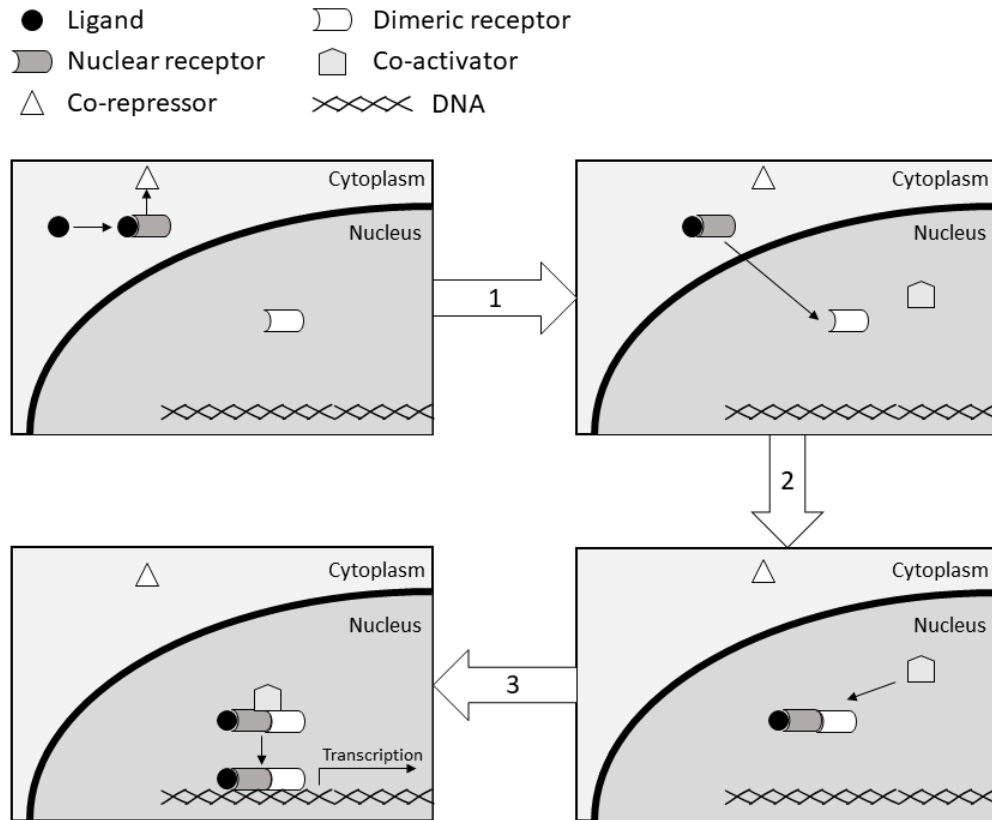 Ligand
Dimeric receptor
Nuclear receptor
Co-activator
Co-repressor
DNA
Cytoplasm
Nucleus
1
Cytoplasm
Nucleus
2
Cytoplasm
Nucleus
Transcription
3
Cytoplasm
Nucleus